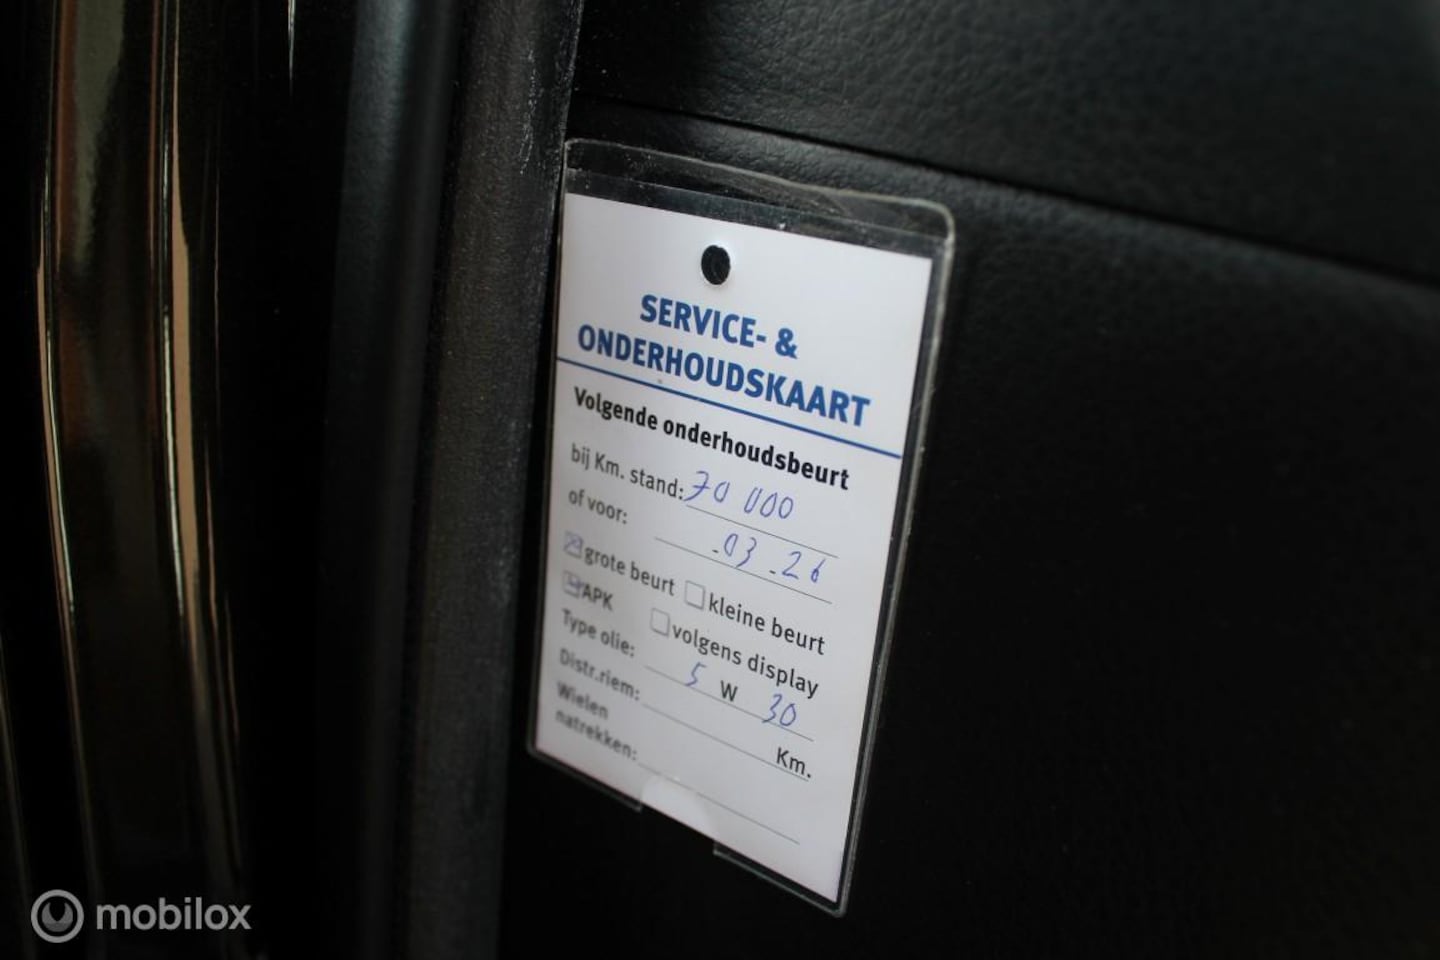 SERVICE- &
ONDERHOUDSKAART
Volgende onderhoudsbeurt
bij Km. stand: 70 000
of voor: .03.26
grote beurt kleine beurt
APK volgens display
Type olie: 5 W 30
Distr.riem: Km.
Wielen
natrekken:
mobilox